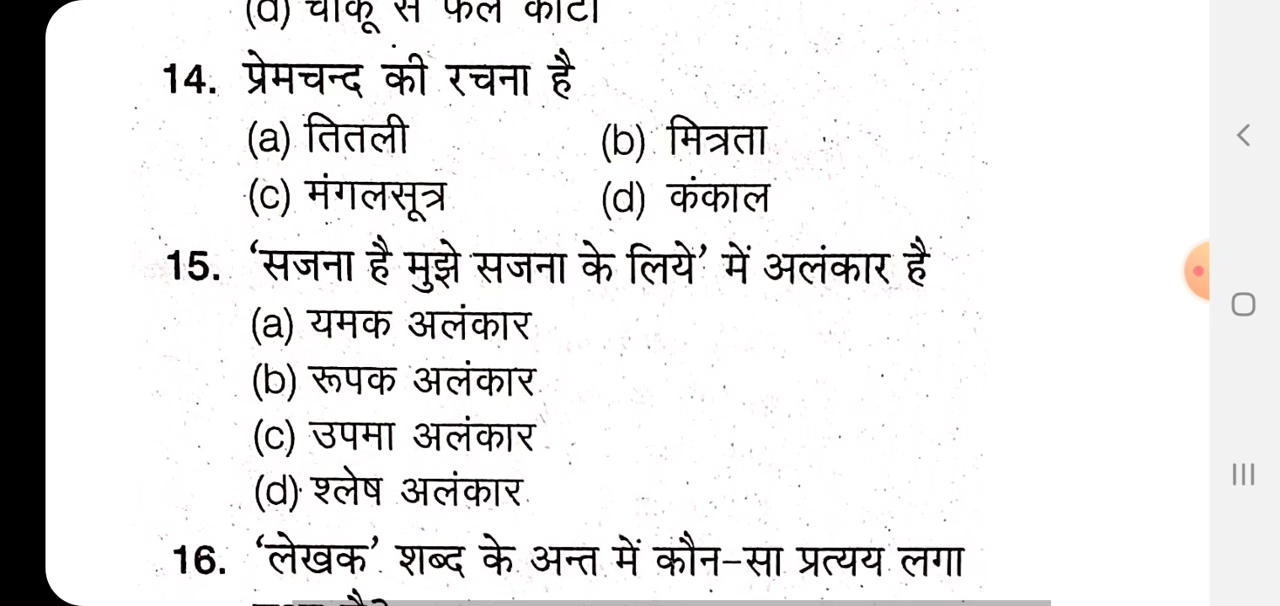 (d) चाकू से फल काटा
14. प्रेमचन्द की रचना है
(a) तितली (b) मित्रता
(c) मंगलसूत्र (d) कंकाल
15. ‘सजना है मुझे सजना के लिये’ में अलंकार है
(a) यमक अलंकार
(b) रूपक अलंकार
(c) उपमा अलंकार
(d) श्लेष अलंकार
16. ‘लेखक’ शब्द के अन्त में कौन-सा प्रत्यय लगा